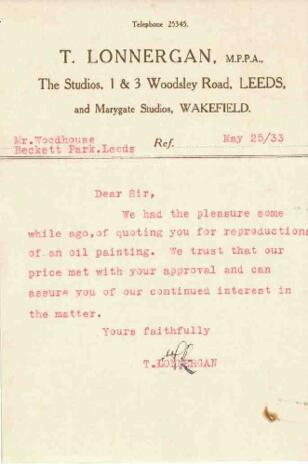 Telephone 25345.
T. LONNERGAN, M.P.P.A.,
The Studios, 1 & 3 Woodsley Road, LEEDS,
and Marygate Studios, WAKEFIELD.
Mr.Woodhouse Ref. May 25/33
Beckett Park.Leeds
Dear Sir,
We had the pleasure some
while ago,of quoting you for reproductions
of an oil painting. We trust that our
price met with your approval and can
assure you of our continued interest in
the matter.
Yours faithfully
T.LONNERGAN